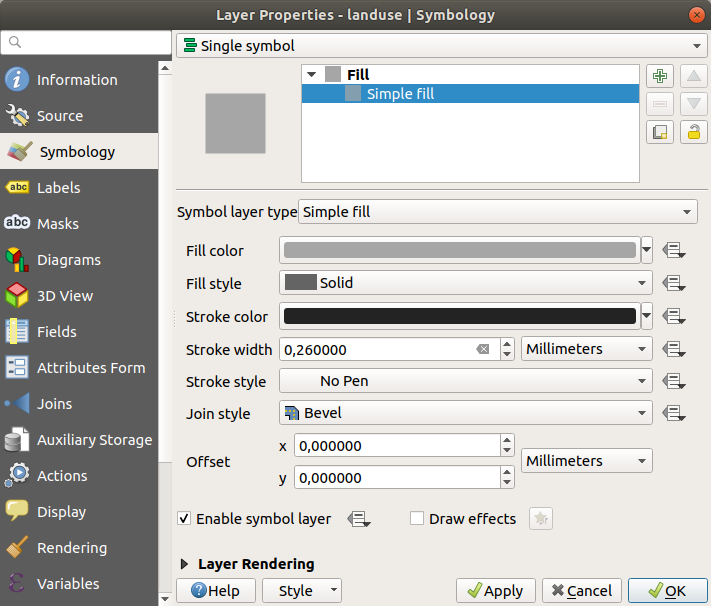 Layer Properties - landuse | Symbology
Single symbol
Information
Source
Symbology
abc Labels
abc Masks
Diagrams
3D View
Fields
Attributes Form
Joins
Auxiliary Storage
Actions
Display
Rendering
Variables
Fill
Simple fill
Symbol layer type Simple fill
Fill color
Fill style Solid
Stroke color
Stroke width 0,260000 Millimeters
Stroke style No Pen
Join style Bevel
Offset x 0,000000 Millimeters
y 0,000000
Enable symbol layer Draw effects
Layer Rendering
Help Style Apply Cancel OK